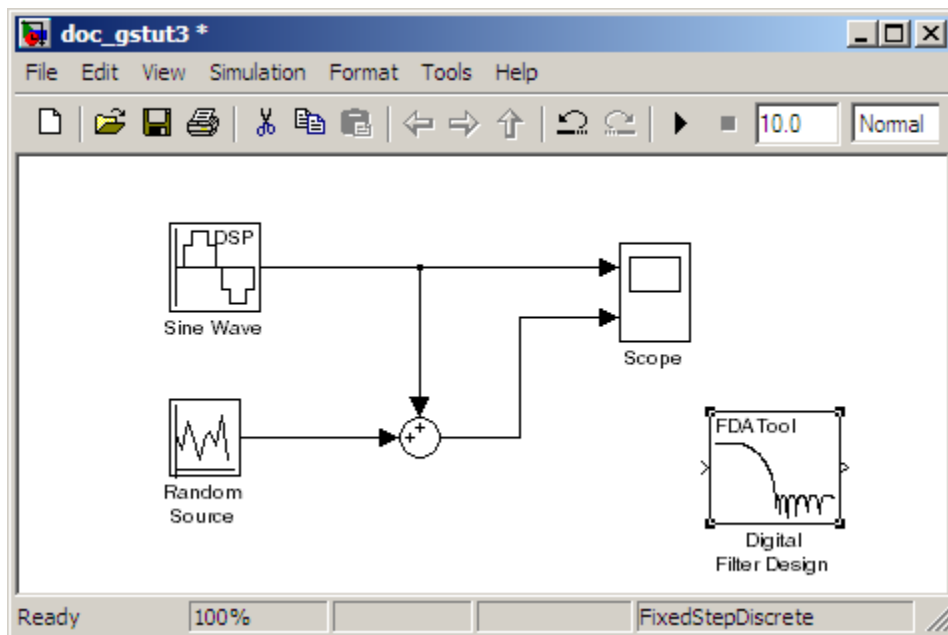 doc_gstut3 *
File Edit View Simulation Format Tools Help
10.0 Normal
DSP
Sine Wave
Scope
Random
Source
FDATool
Digital
Filter Design
Ready 100% FixedStepDiscrete